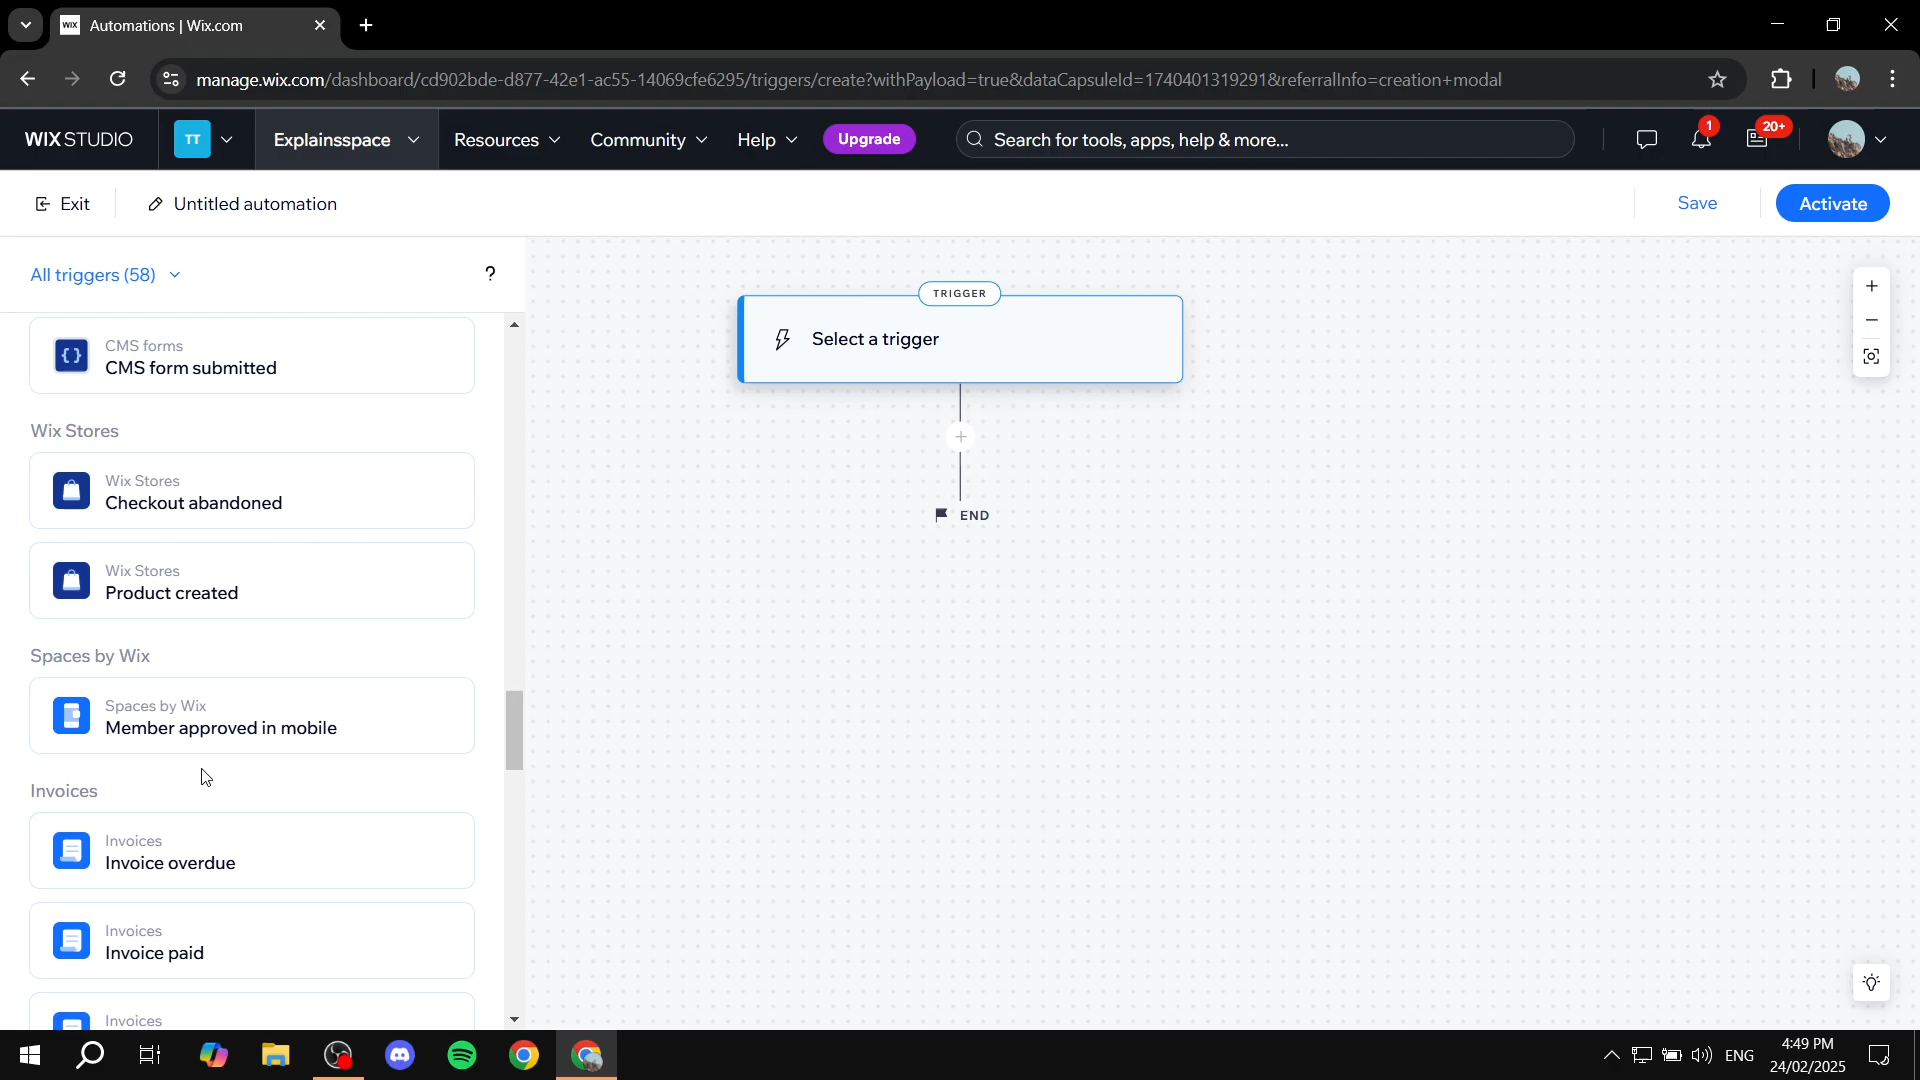 WIX
Automations | Wix.com
manage.wix.com/dashboard/cd902bde-d877-42e1-ac55-14069cfe6295/triggers/create?withPayload=true&dataCapsuleId=1740401319291&referralInfo=creation+modal
WIX STUDIO
TT
Explainsspace
Resources
Community
Help
Upgrade
Search for tools, apps, help & more...
1
20+
Exit
Untitled automation
Save
Activate
All triggers (58)
?
CMS forms
CMS form submitted
Wix Stores
Wix Stores
Checkout abandoned
Wix Stores
Product created
Spaces by Wix
Spaces by Wix
Member approved in mobile
Invoices
Invoices
Invoice overdue
Invoices
Invoice paid
Invoices
TRIGGER
Select a trigger
END
ENG
4:49 PM
24/02/2025